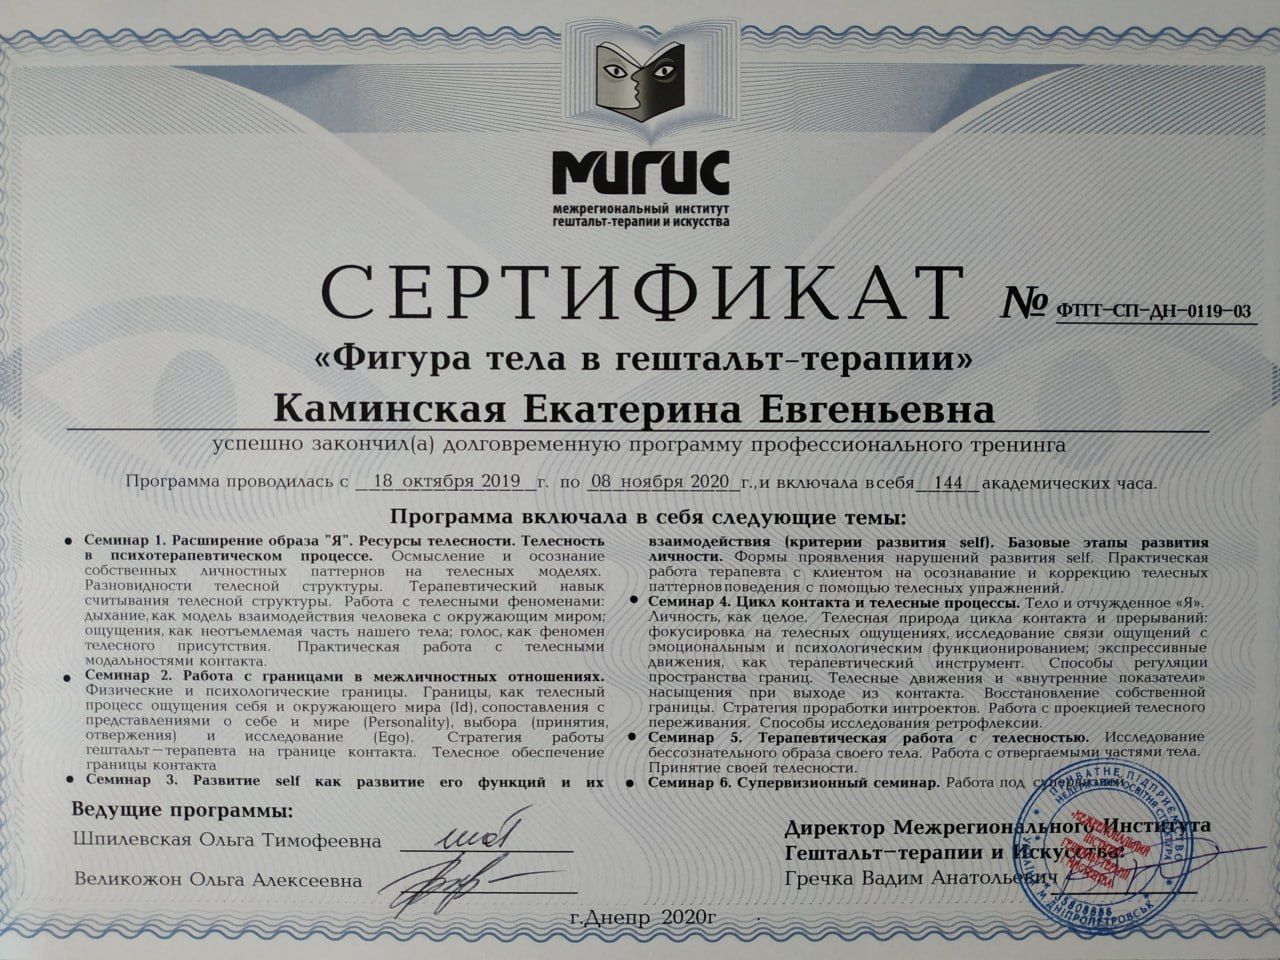 МИГИС
межрегиональный институт
гештальт-терапии и искусства
СЕРТИФИКАТ № ФТГТ-СП-ДН-0119-03
«Фигура тела в гештальт-терапии»
Каминская Екатерина Евгеньевна
успешно закончил(а) долговременную программу профессионального тренинга
Программа проводилась с 18 октября 2019 г. по 08 ноября 2020 г., и включала в себя 144 академических часа.
Программа включала в себя следующие темы:
• Семинар 1. Расширение образа "Я". Ресурсы телесности. Телесность
в психотерапевтическом процессе. Осмысление и осознание
собственных личностных паттернов на телесных моделях.
Разновидности телесной структуры. Терапевтический навык
считывания телесной структуры. Работа с телесными феноменами:
дыхание, как модель взаимодействия человека с окружающим миром;
ощущения, как неотъемлемая часть нашего тела; голос, как феномен
телесного присутствия. Практическая работа с телесными
модальностями контакта.
• Семинар 2. Работа с границами в межличностных отношениях.
Физические и психологические границы. Границы, как телесный
процесс ощущения себя и окружающего мира (Id), сопоставления с
представлениями о себе и мире (Personality), выбора (принятия,
отвержения) и исследование (Ego). Стратегия работы
гештальт—терапевта на границе контакта. Телесное обеспечение
границы контакта
• Семинар 3. Развитие self как развитие его функций и их
взаимодействия (критерии развития self). Базовые этапы развития
личности. Формы проявления нарушений развития self. Практическая
работа терапевта с клиентом на осознавание и коррекцию телесных
паттернов поведения с помощью телесных упражнений.
• Семинар 4. Цикл контакта и телесные процессы. Тело и отчужденное «Я».
Личность, как целое. Телесная природа цикла контакта и прерываний:
фокусировка на телесных ощущениях, исследование связи ощущений с
эмоциональным и психологическим функционированием; экспрессивные
движения, как терапевтический инструмент. Способы регуляции
пространства границ. Телесные движения и «внутренние показатели»
насыщения при выходе из контакта. Восстановление собственной
границы. Стратегия проработки интроектов. Работа с проекцией телесного
переживания. Способы исследования ретрофлексии.
• Семинар 5. Терапевтическая работа с телесностью. Исследование
бессознательного образа своего тела. Работа с отвергаемыми частями тела.
Принятие своей телесности.
• Семинар 6. Супервизионный семинар. Работа под
Ведущие программы:
Шпилевская Ольга Тимофеевна
Великожон Ольга Алексеевна
Директор Межрегионального Института
Гештальт—терапии и Искусства:
Гречка Вадим Анатольевич
ПРИВАТНЕ ПІДПРИЄМСТВО
УКРАЇНА М.ДНІПРОПЕТРОВСЬК
г.Днепр 2020г